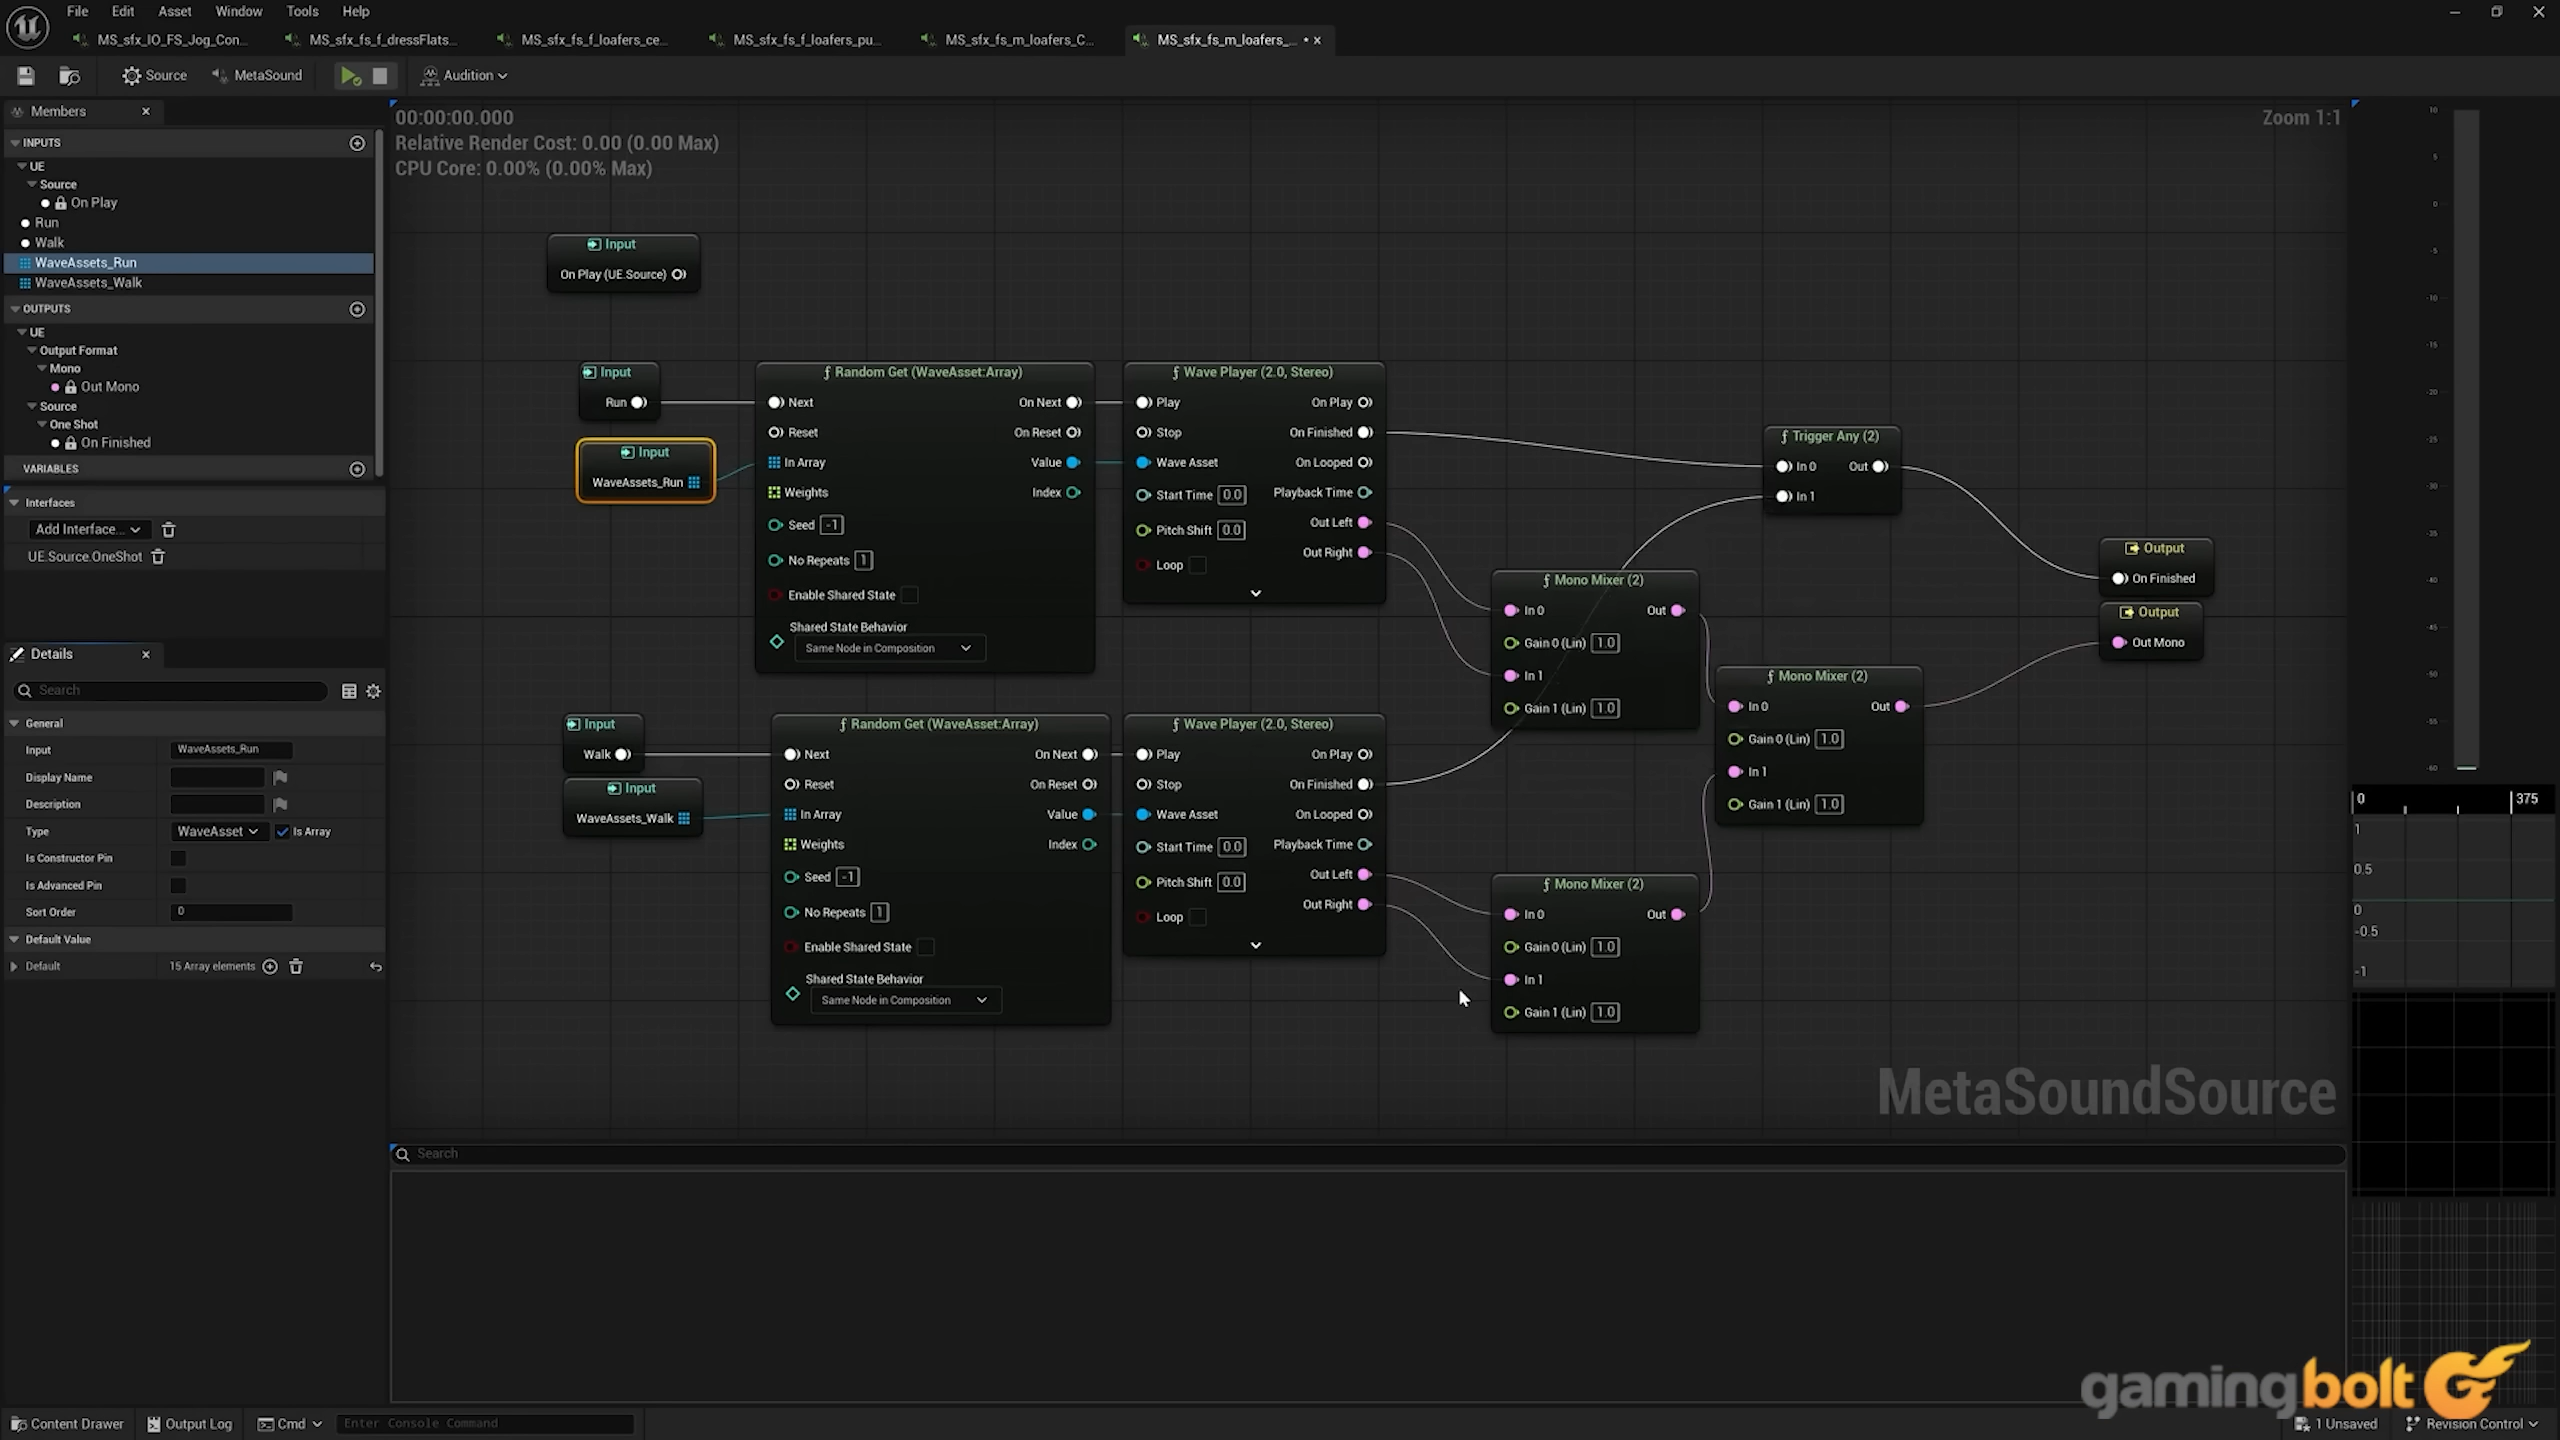 File Edit Asset Window Tools Help
MS_sfx_IO_FS_Jog_Con... MS_sfx_fs_f_dressFlats... MS_sfx_fs_f_loafers_ce... MS_sfx_fs_f_loafers_pu... MS_sfx_fs_m_loafers_C... MS_sfx_fs_m_loafers_...
Source MetaSound Audition
Members
INPUTS
UE
Source
On Play
Run
Walk
WaveAssets_Run
WaveAssets_Walk
OUTPUTS
UE
Output Format
Mono
Out Mono
Source
One Shot
On Finished
VARIABLES
Interfaces
Add Interface...
UE.Source.OneShot
Details
Search
General
Input WaveAssets_Run
Display Name
Description
Type WaveAsset Is Array
Is Constructor Pin
Is Advanced Pin
Sort Order 0
Default Value
Default 15 Array elements
00:00:00.000
Relative Render Cost: 0.00 (0.00 Max)
CPU Core: 0.00% (0.00% Max)
Zoom 1:1
Input
On Play (UE.Source)
Input
Run
Input
WaveAssets_Run
Random Get (WaveAsset:Array)
Next On Next
Reset On Reset
In Array Value
Weights Index
Seed -1
No Repeats 1
Enable Shared State
Shared State Behavior
Same Node in Composition
Wave Player (2.0, Stereo)
Play On Play
Stop On Finished
Wave Asset On Looped
Start Time 0.0 Playback Time
Pitch Shift 0.0 Out Left
Out Right
Loop
Trigger Any (2)
In 0 Out
In 1
Mono Mixer (2)
In 0 Out
Gain 0 (Lin) 1.0
In 1
Gain 1 (Lin) 1.0
Output
On Finished
Output
Out Mono
Mono Mixer (2)
In 0 Out
Gain 0 (Lin) 1.0
In 1
Gain 1 (Lin) 1.0
Input
Walk
Input
WaveAssets_Walk
Random Get (WaveAsset:Array)
Next On Next
Reset On Reset
In Array Value
Weights Index
Seed -1
No Repeats 1
Enable Shared State
Shared State Behavior
Same Node in Composition
Wave Player (2.0, Stereo)
Play On Play
Stop On Finished
Wave Asset On Looped
Start Time 0.0 Playback Time
Pitch Shift 0.0 Out Left
Out Right
Loop
Mono Mixer (2)
In 0 Out
Gain 0 (Lin) 1.0
In 1
Gain 1 (Lin) 1.0
MetaSoundSource
Search
10
5
0
-5
-10
-15
-20
-25
-30
-35
-40
-45
-50
-55
-60
0 375
1
0.5
0
-0.5
-1
gamingbolt
Content Drawer Output Log Cmd Enter Console Command 1 Unsaved Revision Control